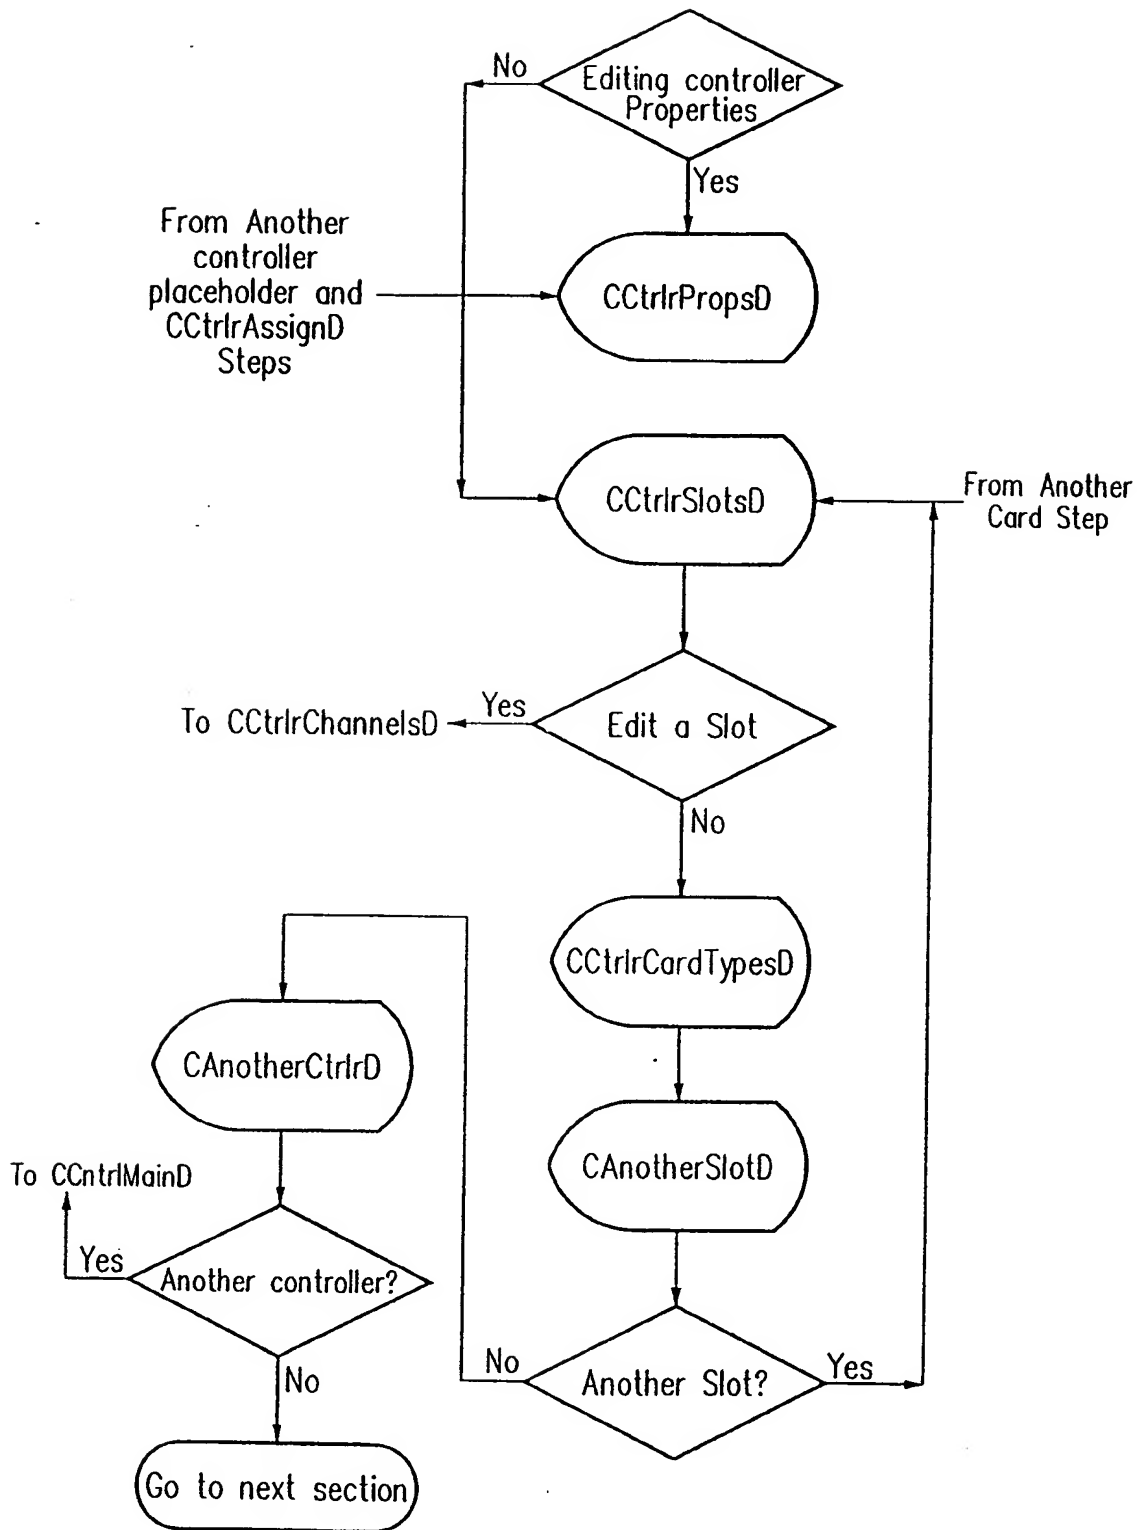 No
Editing controller
Properties
Yes
From Another
controller
placeholder and
CCtrlrAssignD
Steps
CCtrlrPropsD
CCtrlrSlotsD
From Another
Card Step
To CCtrlrChannelsD
Yes
Edit a Slot
No
CCtrlrCardTypesD
CAnotherCtrlrD
CAnotherSlotD
To CCntrlMainD
Yes
Another controller?
No
Another Slot?
Yes
No
Go to next section